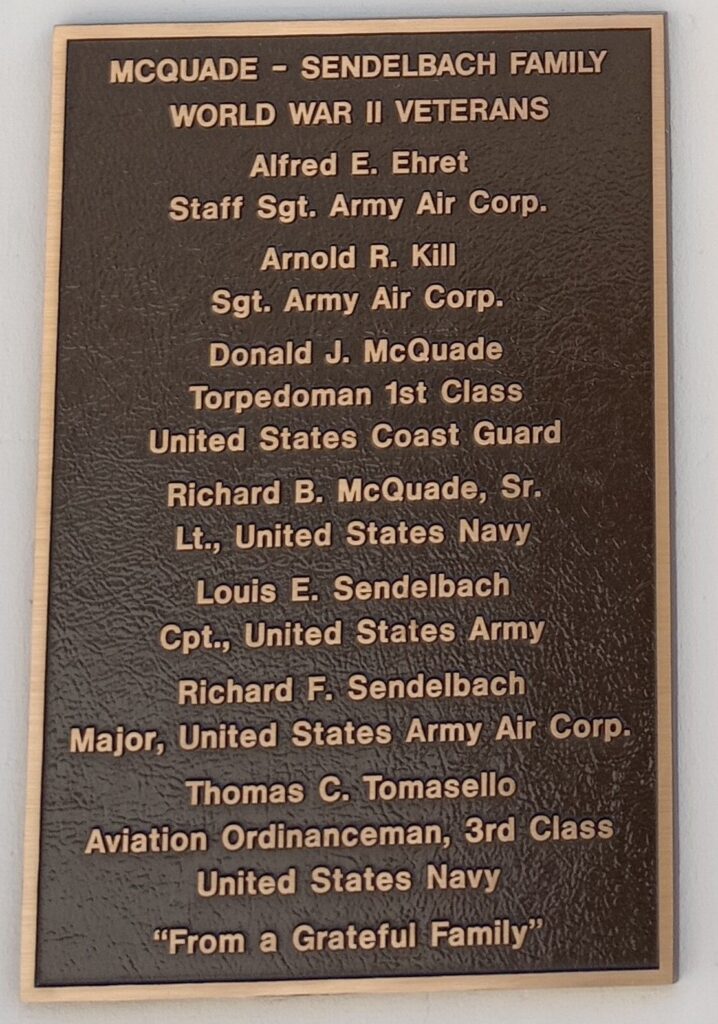 MCQUADE - SENDELBACH FAMILY
WORLD WAR II VETERANS
Alfred E. Ehret
Staff Sgt. Army Air Corp.
Arnold R. Kill
Sgt. Army Air Corp.
Donald J. McQuade
Torpedoman 1st Class
United States Coast Guard
Richard B. McQuade, Sr.
Lt., United States Navy
Louis E. Sendelbach
Cpt., United States Army
Richard F. Sendelbach
Major, United States Army Air Corp.
Thomas C. Tomasello
Aviation Ordinanceman, 3rd Class
United States Navy
“From a Grateful Family”